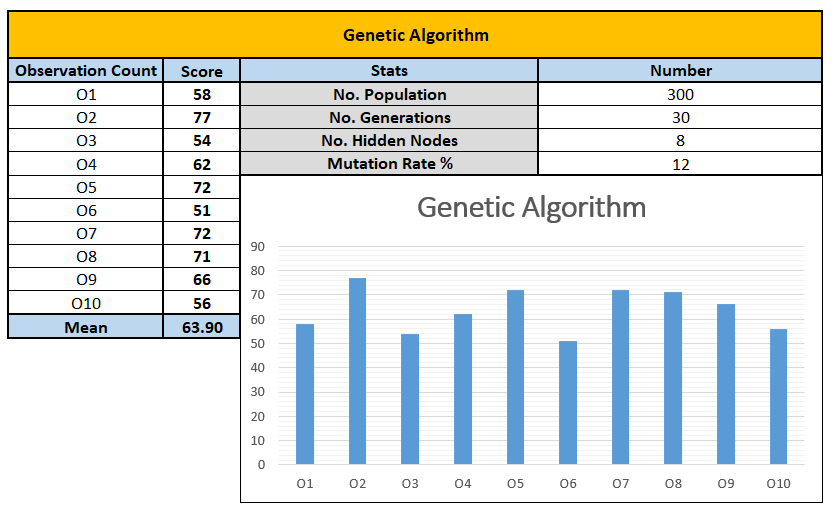 Genetic Algorithm
Observation Count Score Stats Number
O1 58 No. Population 300
O2 77 No. Generations 30
O3 54 No. Hidden Nodes 8
O4 62 Mutation Rate % 12
O5 72
O6 51
O7 72
O8 71
O9 66
O10 56
Mean 63.90
Genetic Algorithm
90
80
70
60
50
40
30
20
10
0
O1 O2 O3 O4 O5 O6 O7 O8 O9 O10